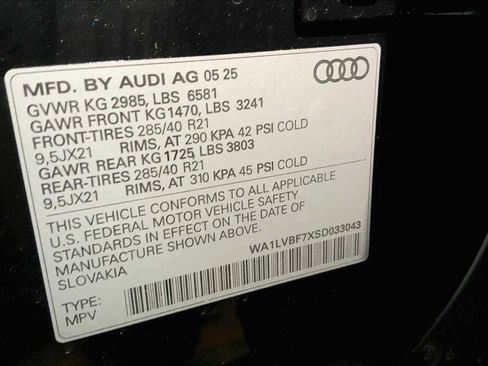 MFD. BY AUDI AG 05 25
GVWR KG 2985, LBS 6581
GAWR FRONT KG1470, LBS 3241
FRONT-TIRES 285/40 R21
9,5JX21 RIMS, AT 290 KPA 42 PSI COLD
GAWR REAR KG 1725, LBS 3803
REAR-TIRES 285/40 R21
9,5JX21 RIMS, AT 310 KPA 45 PSI COLD
THIS VEHICLE CONFORMS TO ALL APPLICABLE
U.S. FEDERAL MOTOR VEHICLE SAFETY
STANDARDS IN EFFECT ON THE DATE OF
MANUFACTURE SHOWN ABOVE.
SLOVAKIA
WA1LVBF7XSD033043
TYPE:
MPV